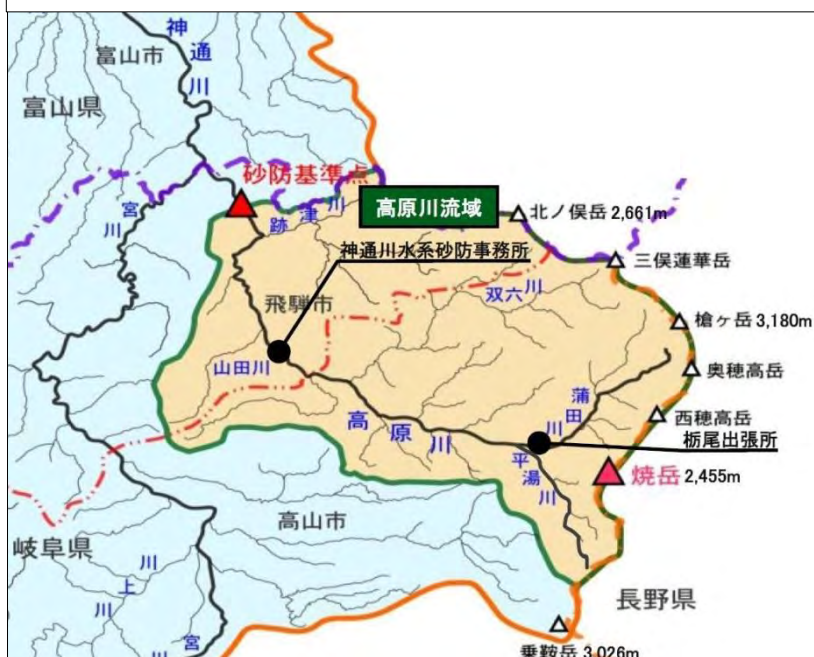 神通川
富山市
富山県
砂防基準点
宮川
跡津川
高原川流域
北ノ俣岳 2,661m
神通川水系砂防事務所
三俣蓮華岳
双六川
飛騨市
槍ヶ岳 3,180m
山田川
奥穂高岳
蒲田川
高原川
西穂高岳
栃尾出張所
平湯川
焼岳 2,455m
高山市
岐阜県
川上川
宮川
長野県
乗鞍岳 3,026m